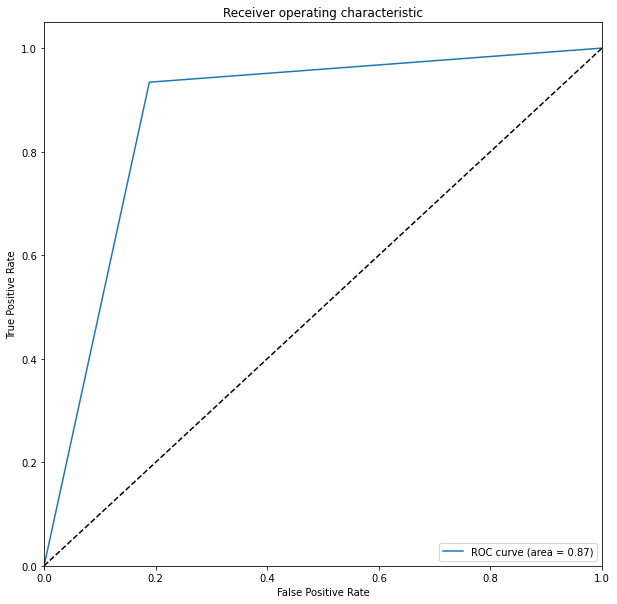 Receiver operating characteristic
True Positive Rate
1.0
0.8
0.6
0.4
0.2
0.0
0.0 0.2 0.4 0.6 0.8 1.0
False Positive Rate
ROC curve (area = 0.87)